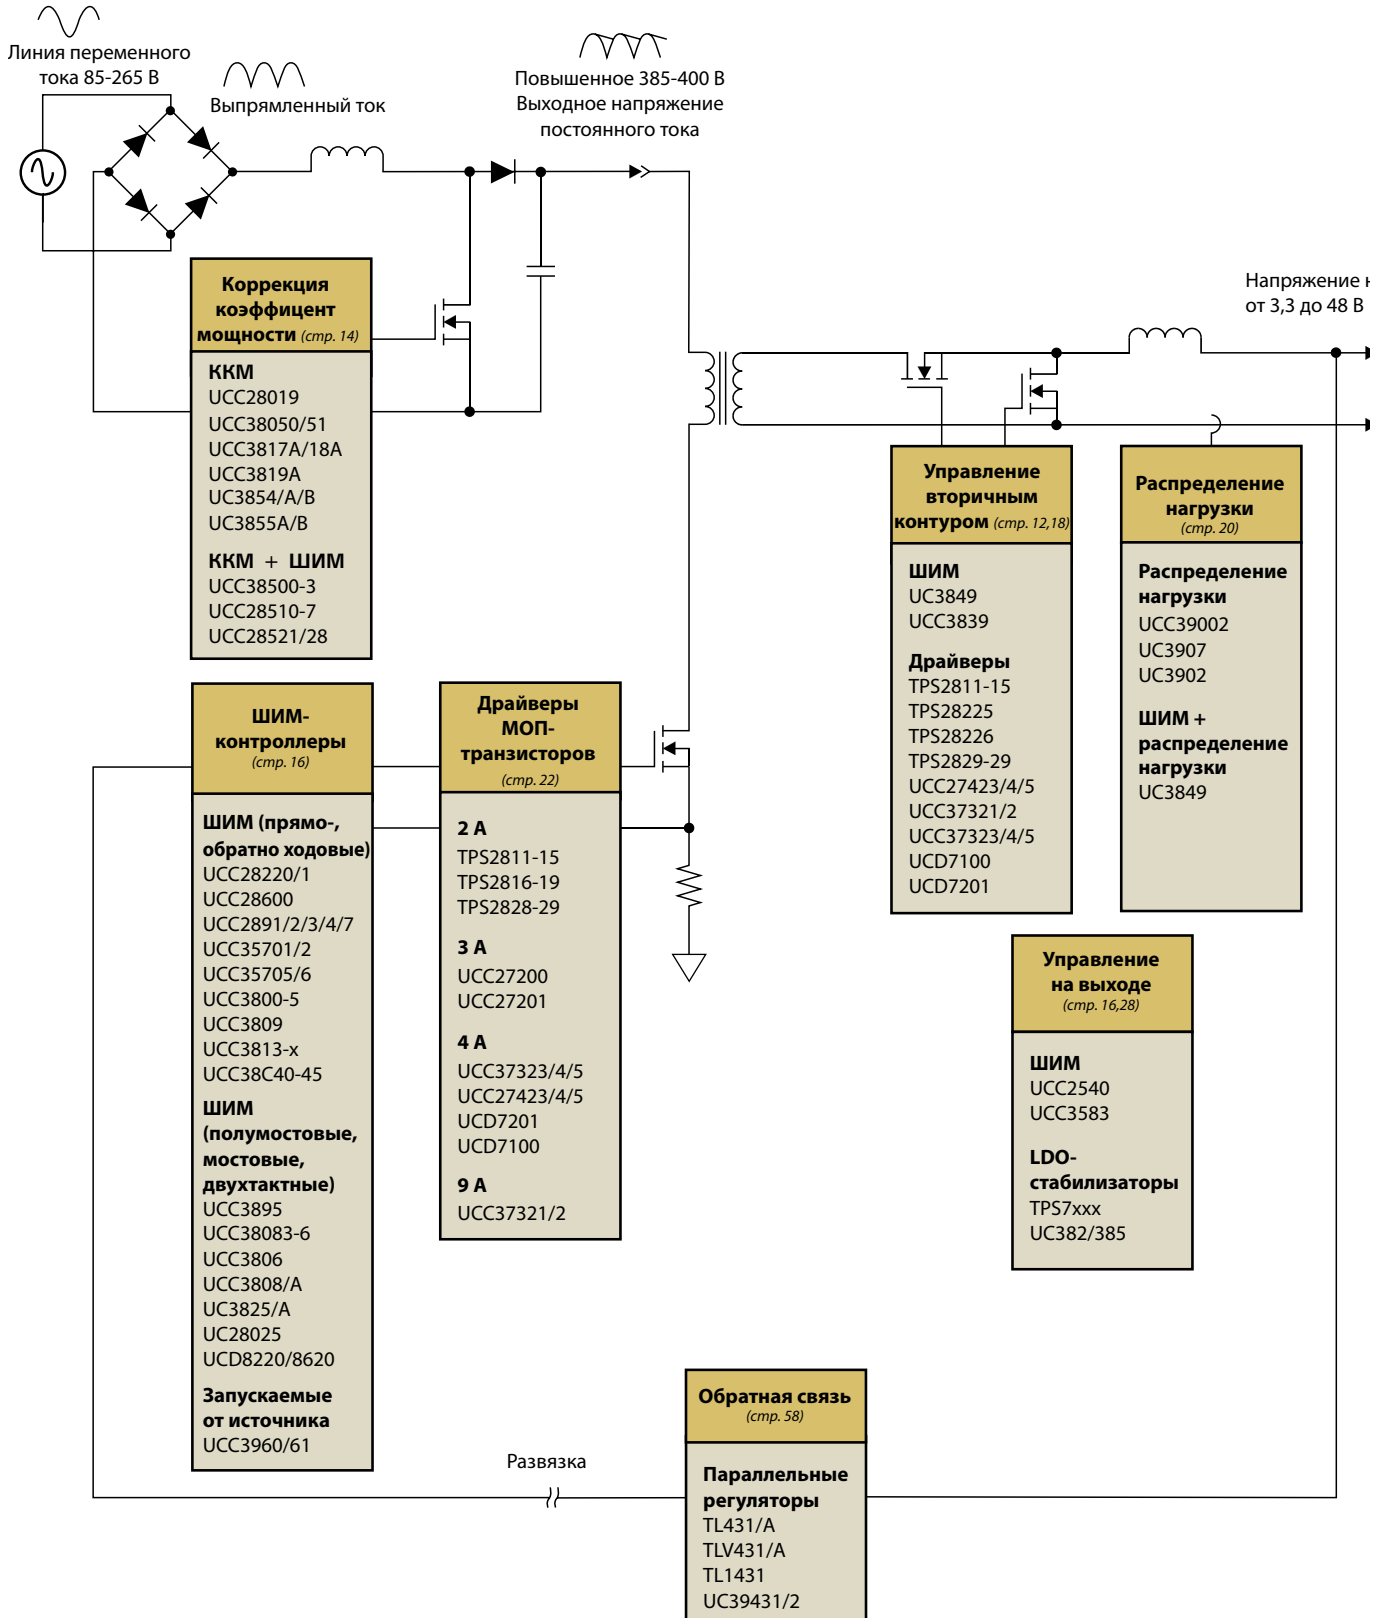 Линия переменного
тока 85-265 В
Выпрямленный ток
Повышенное 385-400 В
Выходное напряжение
постоянного тока
Напряжение
от 3,3 до 48 В
Коррекция
коэффицент
мощности (стр. 14)
ККМ
UCC28019
UCC38050/51
UCC3817A/18A
UCC3819A
UC3854/A/B
UC3855A/B
ККМ + ШИМ
UCC38500-3
UCC28510-7
UCC28521/28
Управление
вторичным
контуром (стр. 12,18)
ШИМ
UC3849
UCC3839
Драйверы
TPS2811-15
TPS28225
TPS28226
TPS2829-29
UCC27423/4/5
UCC37321/2
UCC37323/4/5
UCD7100
UCD7201
Распределение
нагрузки
(стр. 20)
Распределение
нагрузки
UCC39002
UC3907
UC3902
ШИМ +
распределение
нагрузки
UC3849
ШИМ-
контроллеры
(стр. 16)
ШИМ (прямо-,
обратно ходовые)
UCC28220/1
UCC28600
UCC2891/2/3/4/7
UCC35701/2
UCC35705/6
UCC3800-5
UCC3809
UCC3813-x
UCC38C40-45
ШИМ
(полумостовые,
мостовые,
двухтактные)
UCC3895
UCC38083-6
UCC3806
UCC3808/A
UC3825/A
UC28025
UCD8220/8620
Запускаемые
от источника
UCC3960/61
Драйверы
МОП-
транзисторов
(стр. 22)
2 А
TPS2811-15
TPS2816-19
TPS2828-29
3 А
UCC27200
UCC27201
4 А
UCC37323/4/5
UCC27423/4/5
UCD7201
UCD7100
9 А
UCC37321/2
Управление
на выходе
(стр. 16,28)
ШИМ
UCC2540
UCC3583
LDO-
стабилизаторы
TPS7xxx
UC382/385
Развязка
Обратная связь
(стр. 58)
Параллельные
регуляторы
TL431/A
TLV431/A
TL1431
UC39431/2